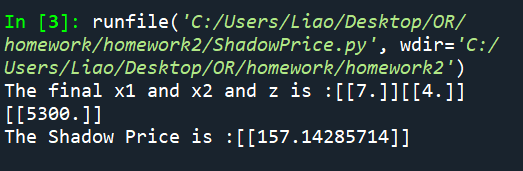 In [3]: runfile('C:/Users/Liao/Desktop/OR/
homework/homework2/ShadowPrice.py', wdir='C:/
Users/Liao/Desktop/OR/homework/homework2')
The final x1 and x2 and z is :[[7.]][[4.]]
[[5300.]]
The Shadow Price is :[[157.14285714]]